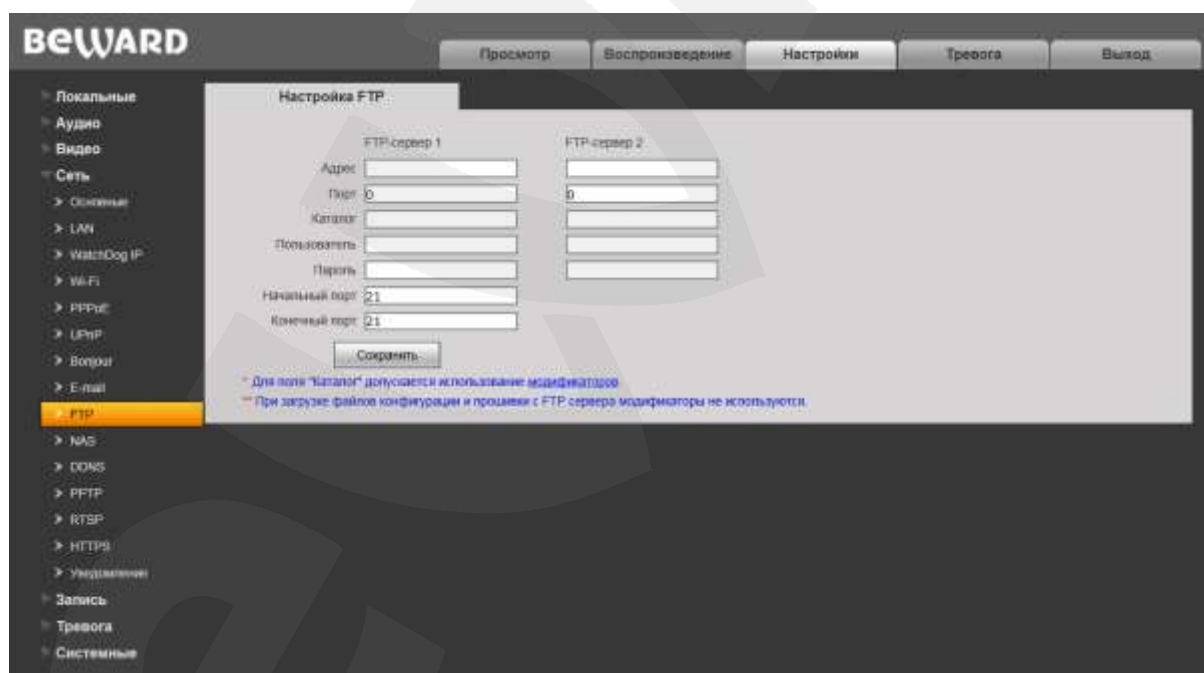 BEWARD
Просмотр Воспроизведение Настройки Тревога Выход
Локальные
Аудио
Видео
Сеть
Основные
LAN
WatchDog IP
Wi-Fi
PPPoE
UPnP
Bonjour
E-mail
FTP
NAS
DDNS
PFTP
RTSP
HTTPS
Уведомления
Запись
Тревога
Системные
Настройка FTP
FTP-сервер 1 FTP-сервер 2
Адрес
Порт 0 0
Каталог
Пользователь
Пароль
Начальный порт 21
Конечный порт 21
Сохранить
* Для поля "Каталог" допускается использование модификаторов
** При загрузке файлов конфигурации и прошивки с FTP сервера модификаторы не используются.